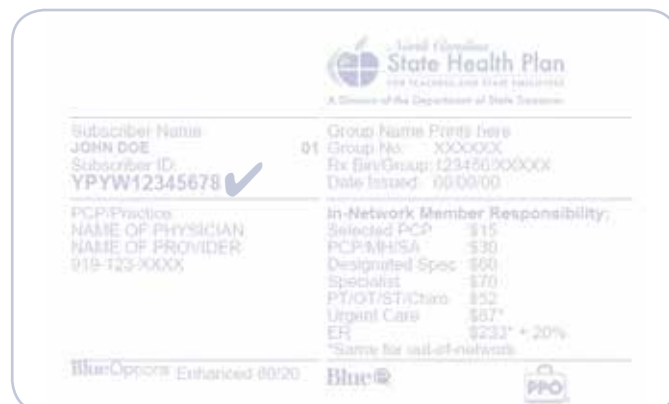 North Carolina
State Health Plan
FOR TEACHERS AND STATE EMPLOYEES
A Division of the Department of State Treasurer
Subscriber Name
JOHN DOE 01
Subscriber ID:
YPYW12345678
Group Name Prints here
Group No: XXXXXX
Rx Bin/Group: 123456/XXXXXX
Date Issued: 00/00/00
PCP/Practice
NAME OF PHYSICIAN
NAME OF PROVIDER
919-123-XXXX
In-Network Member Responsibility:
Selected PCP $15
PCP/MH/SA $30
Designated Spec $60
Specialist $70
PT/OT/ST/Chiro $52
Urgent Care $87*
ER $233* + 20%
*Same for out-of-network
BlueOptions Enhanced 80/20
Blue
PPO